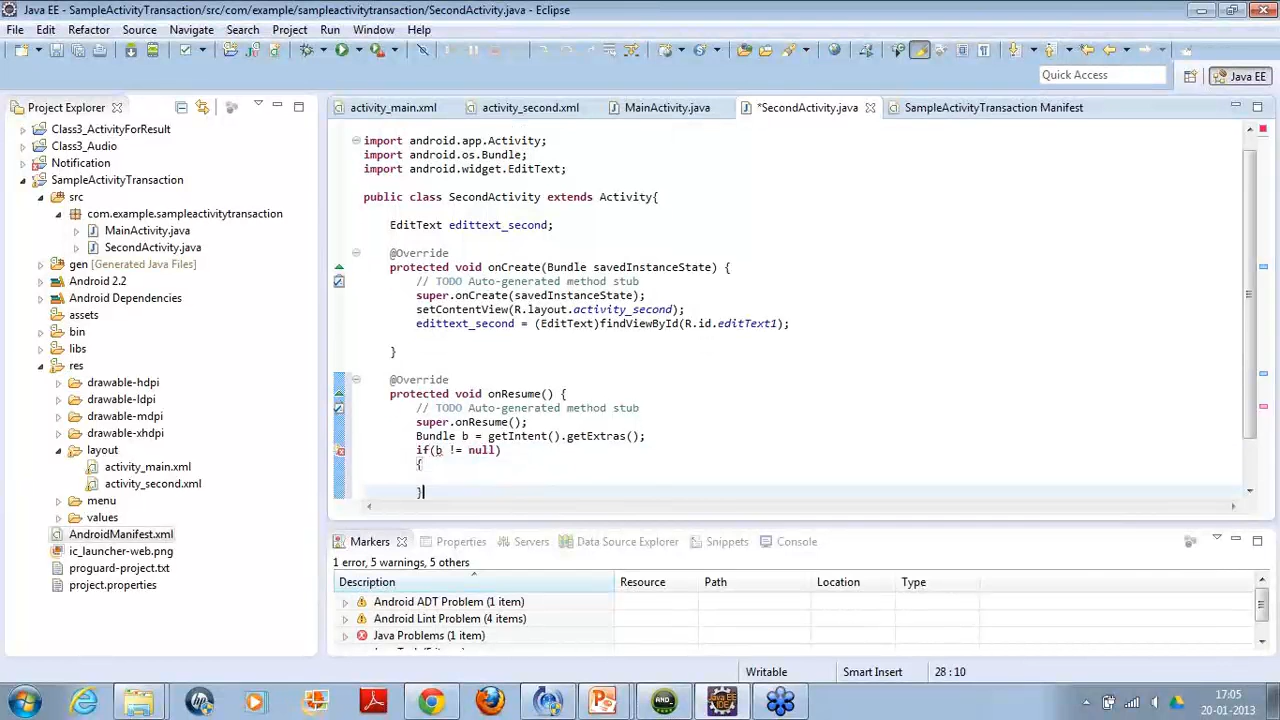 Java EE - SampleActivityTransaction/src/com/example/sampleactivitytransaction/SecondActivity.java - Eclipse
File Edit Refactor Source Navigate Search Project Run Window Help
Quick Access
Java EE
Project Explorer
activity_main.xml
activity_second.xml
MainActivity.java
*SecondActivity.java
SampleActivityTransaction Manifest
Class3_ActivityForResult
Class3_Audio
Notification
SampleActivityTransaction
src
com.example.sampleactivitytransaction
MainActivity.java
SecondActivity.java
gen [Generated Java Files]
Android 2.2
Android Dependencies
assets
bin
libs
res
drawable-hdpi
drawable-ldpi
drawable-mdpi
drawable-xhdpi
layout
activity_main.xml
activity_second.xml
menu
values
AndroidManifest.xml
ic_launcher-web.png
proguard-project.txt
project.properties
import android.app.Activity;
import android.os.Bundle;
import android.widget.EditText;
public class SecondActivity extends Activity{
EditText edittext_second;
@Override
protected void onCreate(Bundle savedInstanceState) {
// TODO Auto-generated method stub
super.onCreate(savedInstanceState);
setContentView(R.layout.activity_second);
edittext_second = (EditText)findViewById(R.id.editText1);
}
@Override
protected void onResume() {
// TODO Auto-generated method stub
super.onResume();
Bundle b = getIntent().getExtras();
if(b != null)
{
}
Markers
Properties
Servers
Data Source Explorer
Snippets
Console
1 error, 5 warnings, 5 others
Description Resource Path Location Type
Android ADT Problem (1 item)
Android Lint Problem (4 items)
Java Problems (1 item)
Writable
Smart Insert
28 : 10
17:05
20-01-2013